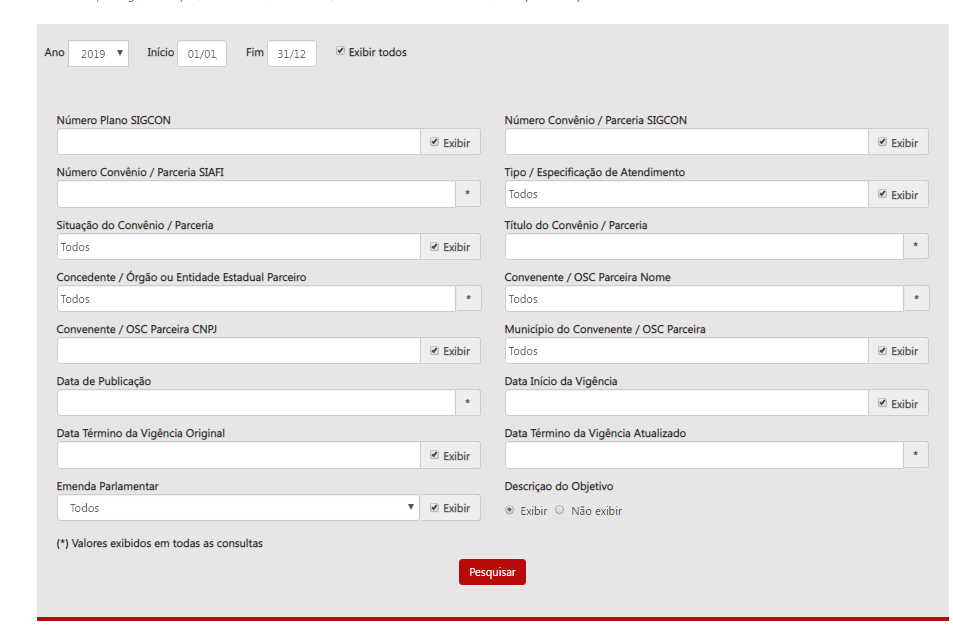 Ano 2019 Início 01/01 Fim 31/12 Exibir todos
Número Plano SIGCON Número Convênio / Parceria SIGCON
Exibir Exibir
Número Convênio / Parceria SIAFI Tipo / Especificação de Atendimento
* Todos Exibir
Situação do Convênio / Parceria Título do Convênio / Parceria
Todos Exibir *
Concedente / Órgão ou Entidade Estadual Parceiro Convenente / OSC Parceira Nome
Todos * Todos *
Convenente / OSC Parceira CNPJ Município do Convenente / OSC Parceira
Exibir Todos Exibir
Data de Publicação Data Início da Vigência
* Exibir
Data Término da Vigência Original Data Término da Vigência Atualizado
Exibir *
Emenda Parlamentar Descriçao do Objetivo
Todos Exibir Exibir Não exibir
(*) Valores exibidos em todas as consultas
Pesquisar